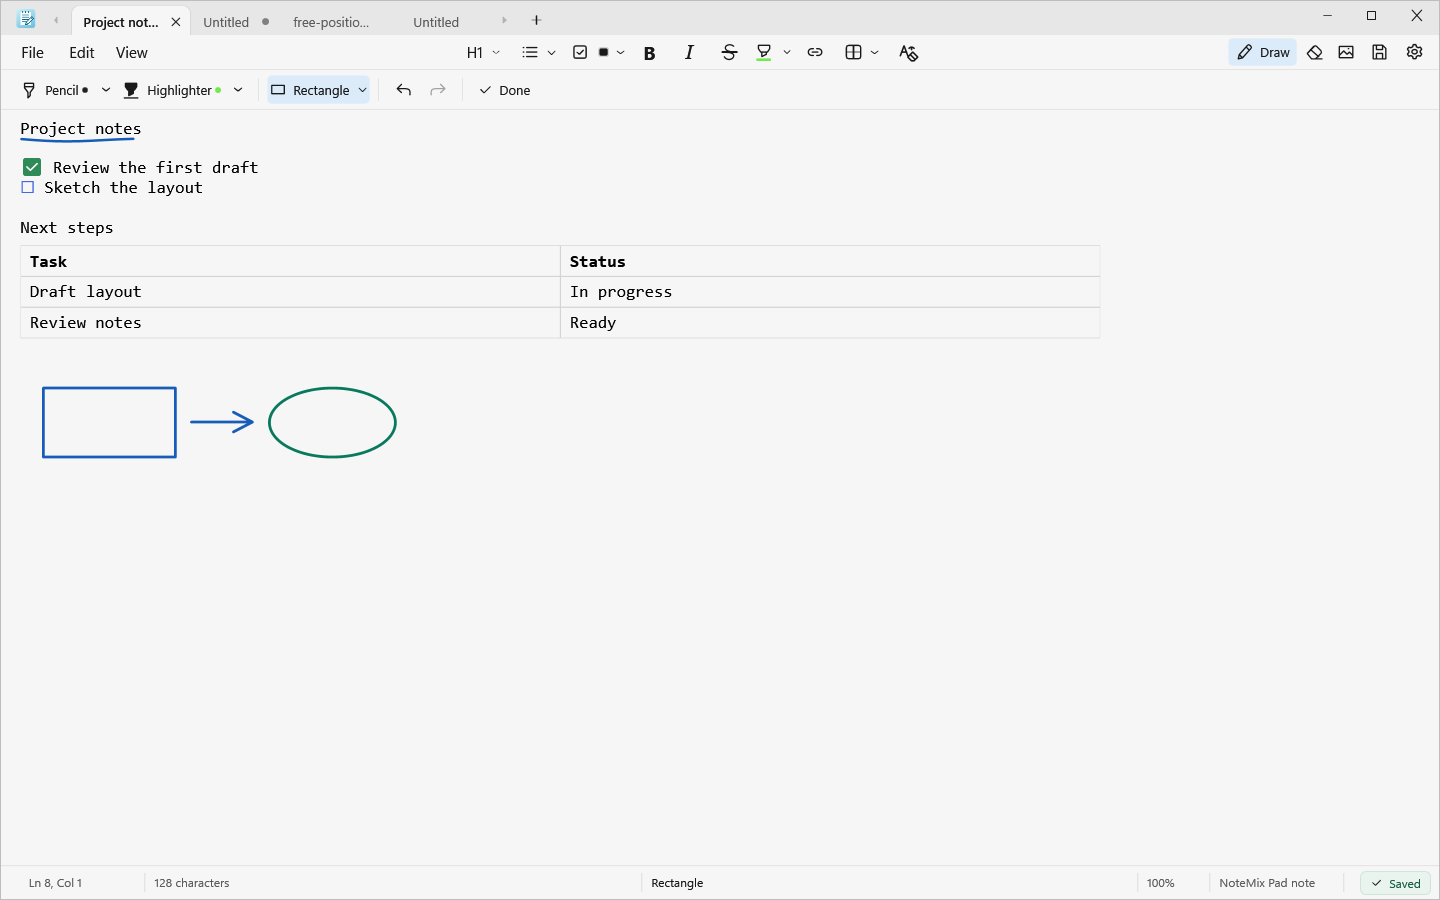 Project not...
Untitled
free-positio...
Untitled
File Edit View
H1 B I S Draw
Pencil Highlighter Rectangle Done
Project notes
Review the first draft
Sketch the layout
Next steps
Task Status
Draft layout In progress
Review notes Ready
Ln 8, Col 1 128 characters Rectangle 100% NoteMix Pad note Saved